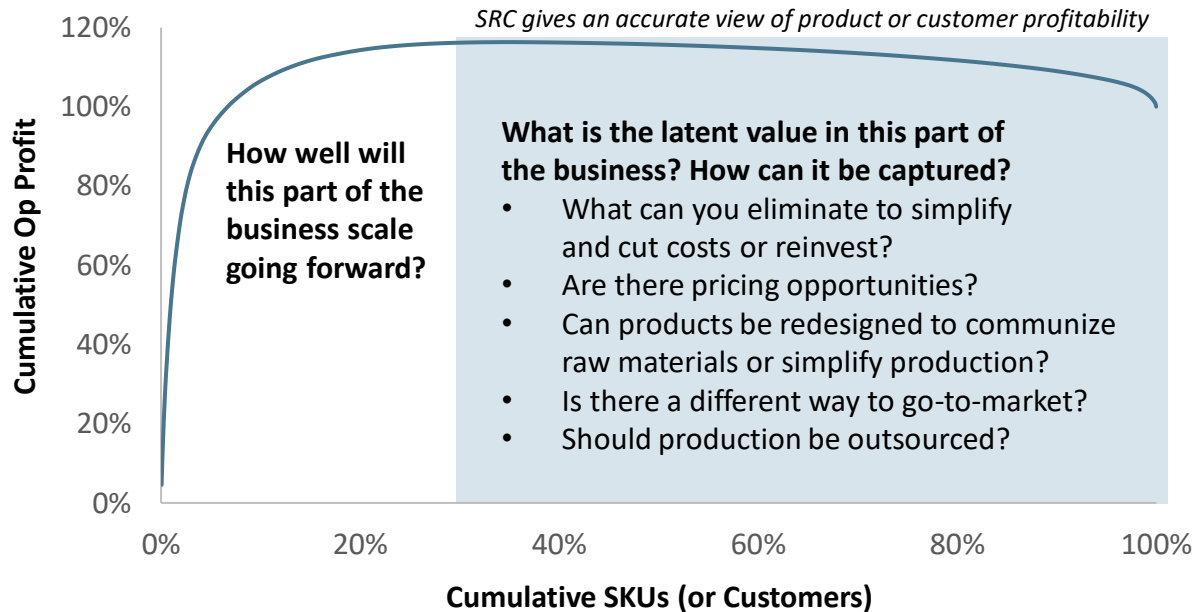 SRC gives an accurate view of product or customer profitability
120%
100%
80%
60%
40%
20%
0%
Cumulative Op Profit
How well will
this part of the
business scale
going forward?
What is the latent value in this part of
the business? How can it be captured?
• What can you eliminate to simplify
and cut costs or reinvest?
• Are there pricing opportunities?
• Can products be redesigned to communize
raw materials or simplify production?
• Is there a different way to go-to-market?
• Should production be outsourced?
0% 20% 40% 60% 80% 100%
Cumulative SKUs (or Customers)